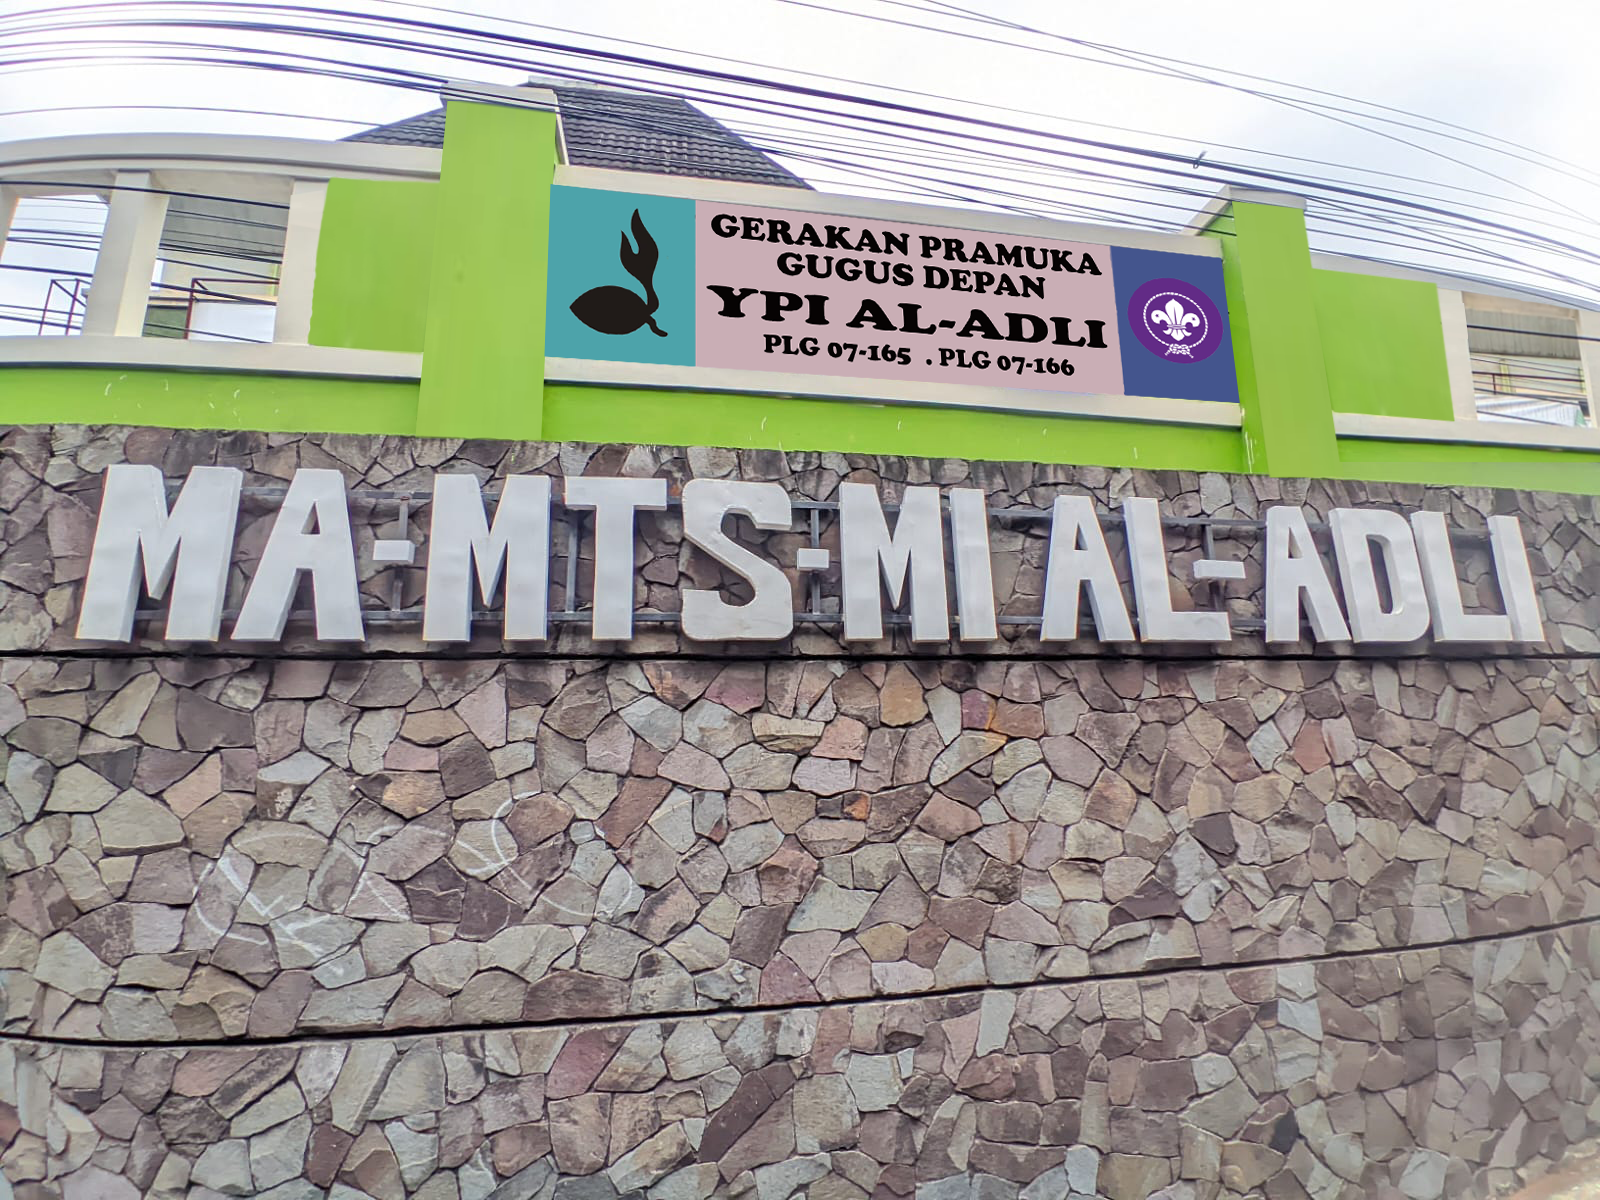 GERAKAN PRAMUKA
GUGUS DEPAN
YPI AL-ADLI
PLG 07-165 . PLG 07-166
MA-MTS-MI AL-ADLI